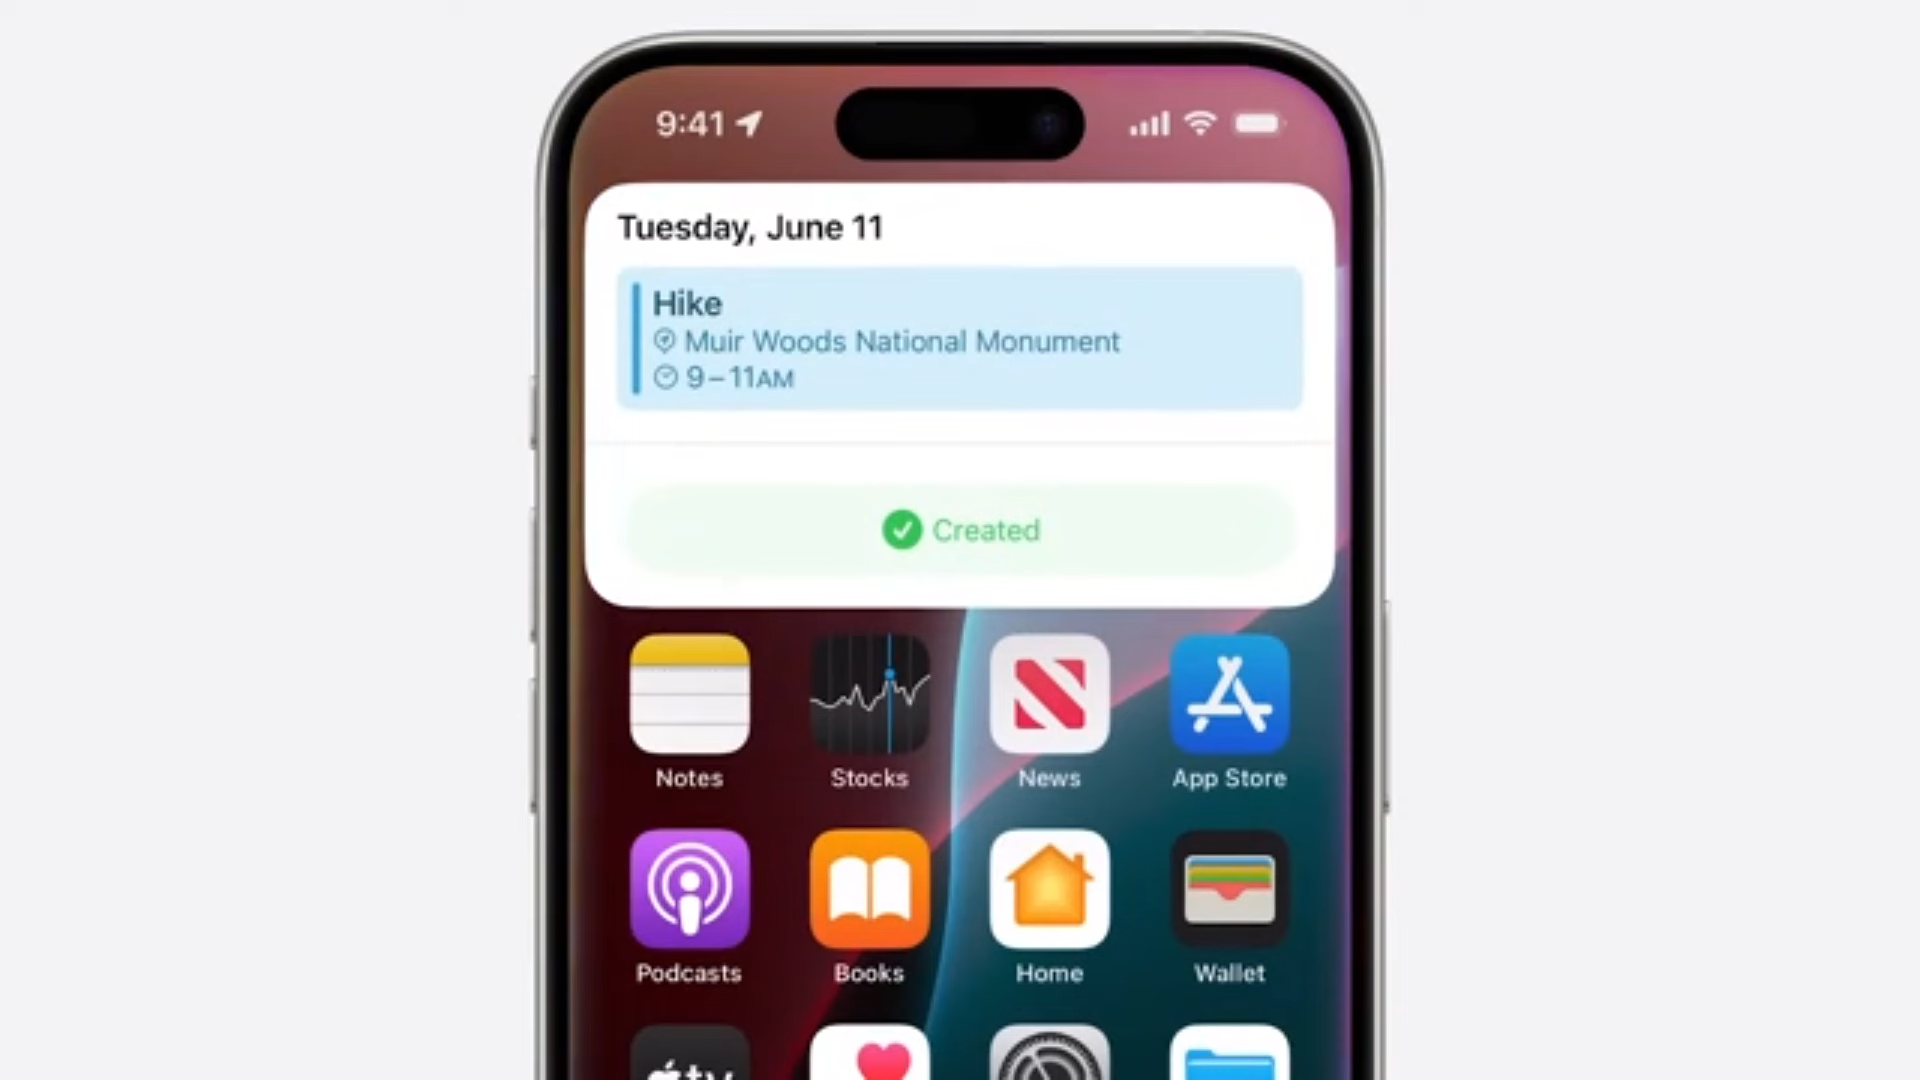 9:41
Tuesday, June 11
Hike
Muir Woods National Monument
9–11AM
Created
Notes
Stocks
News
App Store
Podcasts
Books
Home
Wallet
tv